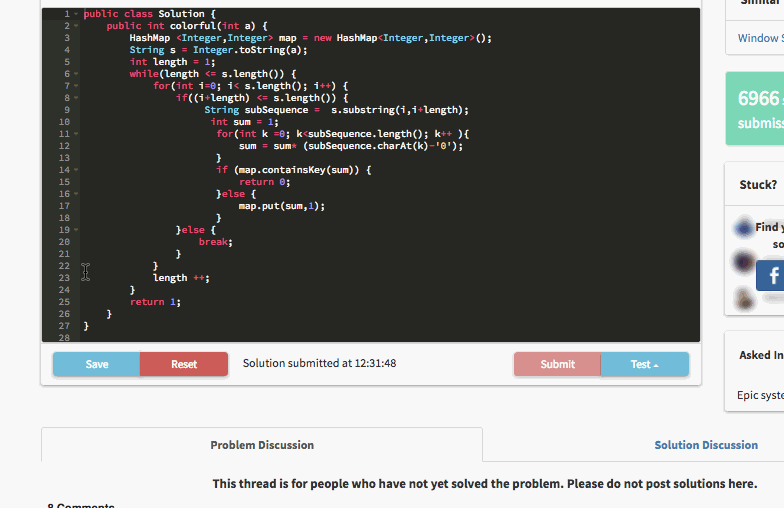 Similar
1 public class Solution {
2 public int colorful(int a) {
3 HashMap <Integer,Integer> map = new HashMap<Integer,Integer>();
4 String s = Integer.toString(a);
5 int length = 1;
6 while(length <= s.length()) {
7 for(int i=0; i< s.length(); i++) {
8 if((i+length) <= s.length()) {
9 String subSequence = s.substring(i,i+length);
10 int sum = 1;
11 for(int k =0; k<subSequence.length(); k++ ){
12 sum = sum* (subSequence.charAt(k)-'0');
13 }
14 if (map.containsKey(sum)) {
15 return 0;
16 }else {
17 map.put(sum,1);
18 }
19 }else {
20 break;
21 }
22 }
23 length ++;
24 }
25 return 1;
26 }
27 }
28
Window S
6966
submiss
Stuck?
Find y
so
f
Save
Reset
Solution submitted at 12:31:48
Submit
Test
Asked In
Epic syste
Problem Discussion
Solution Discussion
This thread is for people who have not yet solved the problem. Please do not post solutions here.
8 Comments